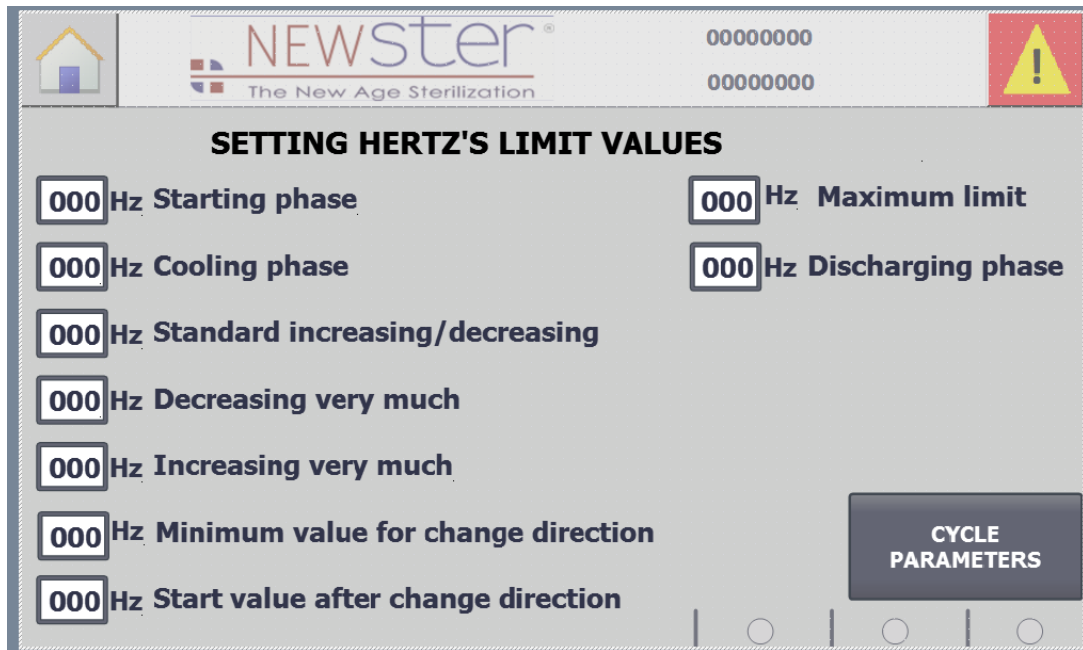 NEWSter®
The New Age Sterilization
00000000
00000000
!
SETTING HERTZ'S LIMIT VALUES
000 Hz Starting phase
000 Hz Maximum limit
000 Hz Cooling phase
000 Hz Discharging phase
000 Hz Standard increasing/decreasing
000 Hz Decreasing very much
000 Hz Increasing very much
000 Hz Minimum value for change direction
000 Hz Start value after change direction
CYCLE
PARAMETERS